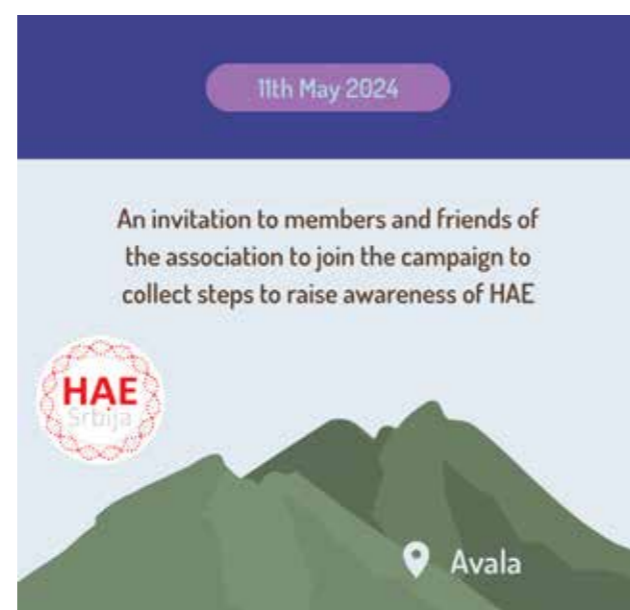 11th May 2024
An invitation to members and friends of
the association to join the campaign to
collect steps to raise awareness of HAE
HAE
Srbija
Avala